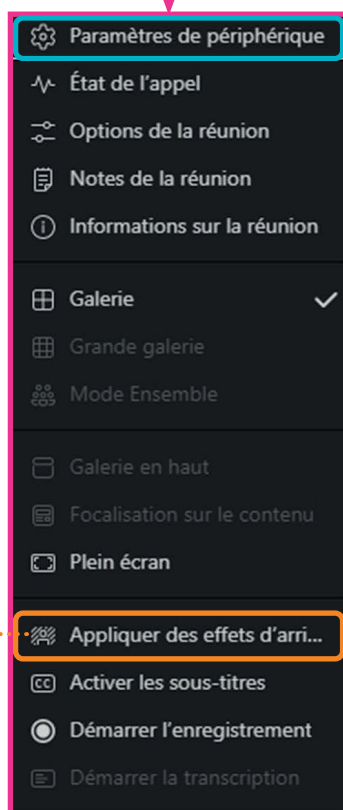 Paramètres de périphérique
État de l’appel
Options de la réunion
Notes de la réunion
Informations sur la réunion
Galerie
Grande galerie
Mode Ensemble
Galerie en haut
Focalisation sur le contenu
Plein écran
Appliquer des effets d’arri...
CC Activer les sous-titres
Démarrer l’enregistrement
Démarrer la transcription